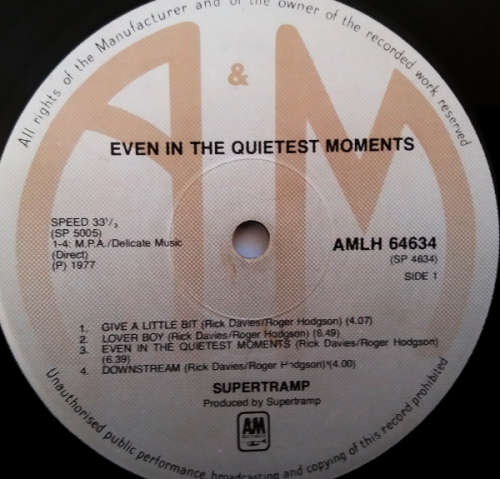 All rights of the Manufacturer and of the owner of the recorded work reserved
A & M
EVEN IN THE QUIETEST MOMENTS
SPEED 33⅓
(SP 5005)
1-4: M.P.A./Delicate Music
(Direct)
(P) 1977
AMLH 64634
(SP 4634)
SIDE 1
1. GIVE A LITTLE BIT (Rick Davies/Roger Hodgson) (4.07)
2. LOVER BOY (Rick Davies/Roger Hodgson) (6.49)
3. EVEN IN THE QUIETEST MOMENTS (Rick Davies/Roger Hodgson)
(6.39)
4. DOWNSTREAM (Rick Davies/Roger Hodgson) (4.00)
SUPERTRAMP
Produced by Supertramp
AM
Unauthorised public performance, broadcasting and copying of this record prohibited